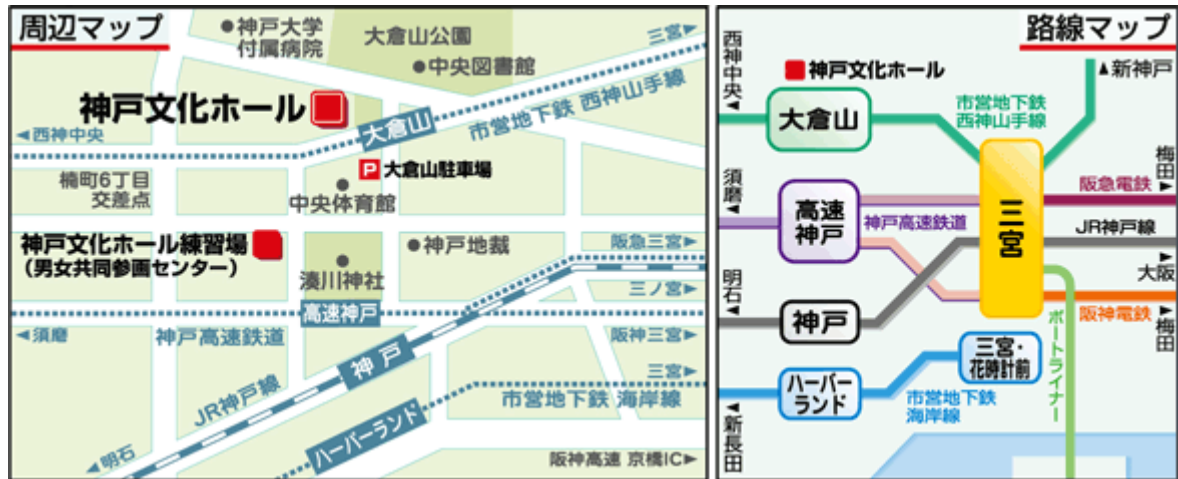 周辺マップ
神戸大学
付属病院
大倉山公園
中央図書館
三宮▶
神戸文化ホール
大倉山
市営地下鉄 西神山手線
◀西神中央
P 大倉山駐車場
楠町6丁目
交差点
中央体育館
神戸文化ホール練習場
(男女共同参画センター)
神戸地裁
阪急三宮▶
湊川神社
三ノ宮▶
高速神戸
◀須磨
神戸高速鉄道
阪神三宮▶
神戸
三宮▶
JR神戸線
市営地下鉄 海岸線
ハーバーランド
◀明石
阪神高速 京橋IC▶
路線マップ
西神中央◀
神戸文化ホール
▲新神戸
大倉山
市営地下鉄
西神山手線
梅田▶
須磨◀
阪急電鉄
高速
神戸
神戸高速鉄道
三宮
JR神戸線
▶大阪
明石◀
神戸
阪神電鉄
▶梅田
ポートライナー
三宮・
花時計前
ハーバー
ランド
市営地下鉄
海岸線
◀新長田